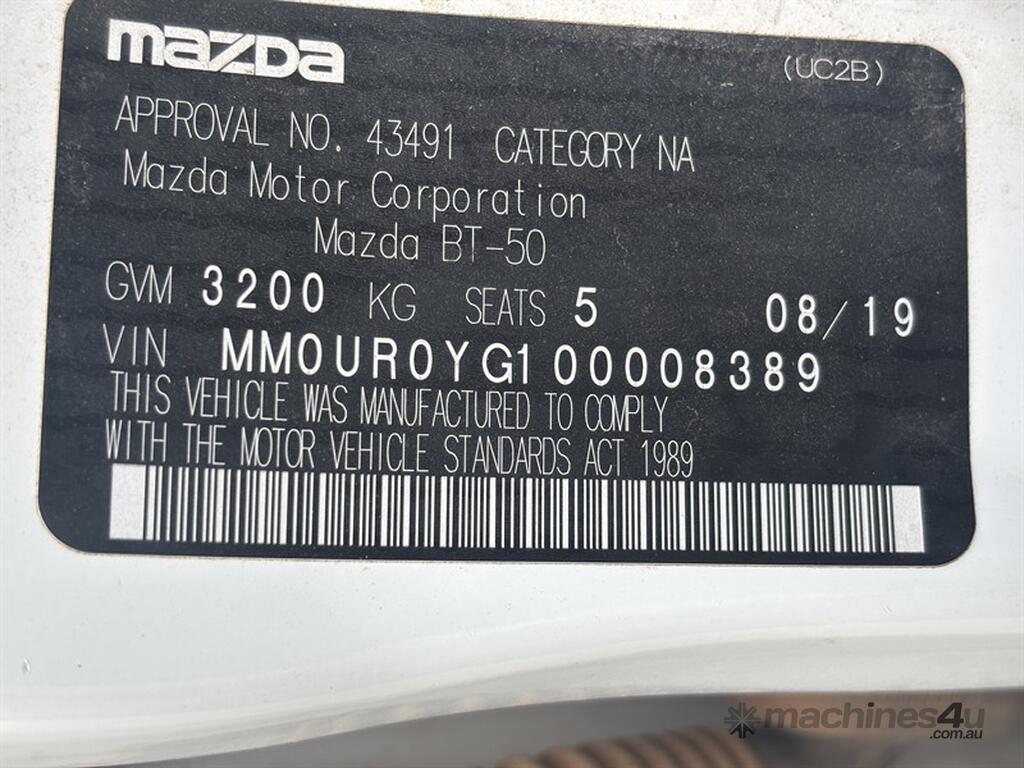 mazda (UC2B)
APPROVAL NO. 43491 CATEGORY NA
Mazda Motor Corporation
Mazda BT-50
GVM 3200 KG SEATS 5 08/19
VIN MM0UR0YG100008389
THIS VEHICLE WAS MANUFACTURED TO COMPLY
WITH THE MOTOR VEHICLE STANDARDS ACT 1989
machines4u
.com.au